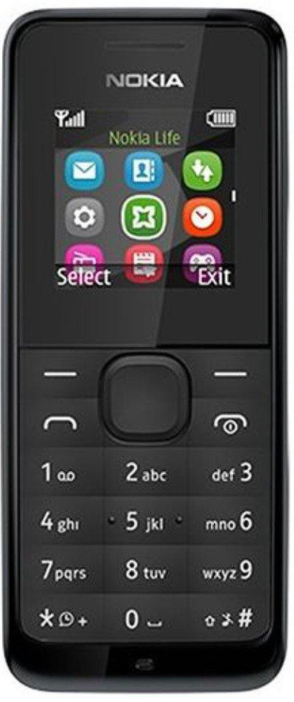 NOKIA
Nokia Life
Select Exit
1 2 abc def 3
4 ghi 5 jkl mno 6
7 pqrs 8 tuv wxyz 9
* + 0 #